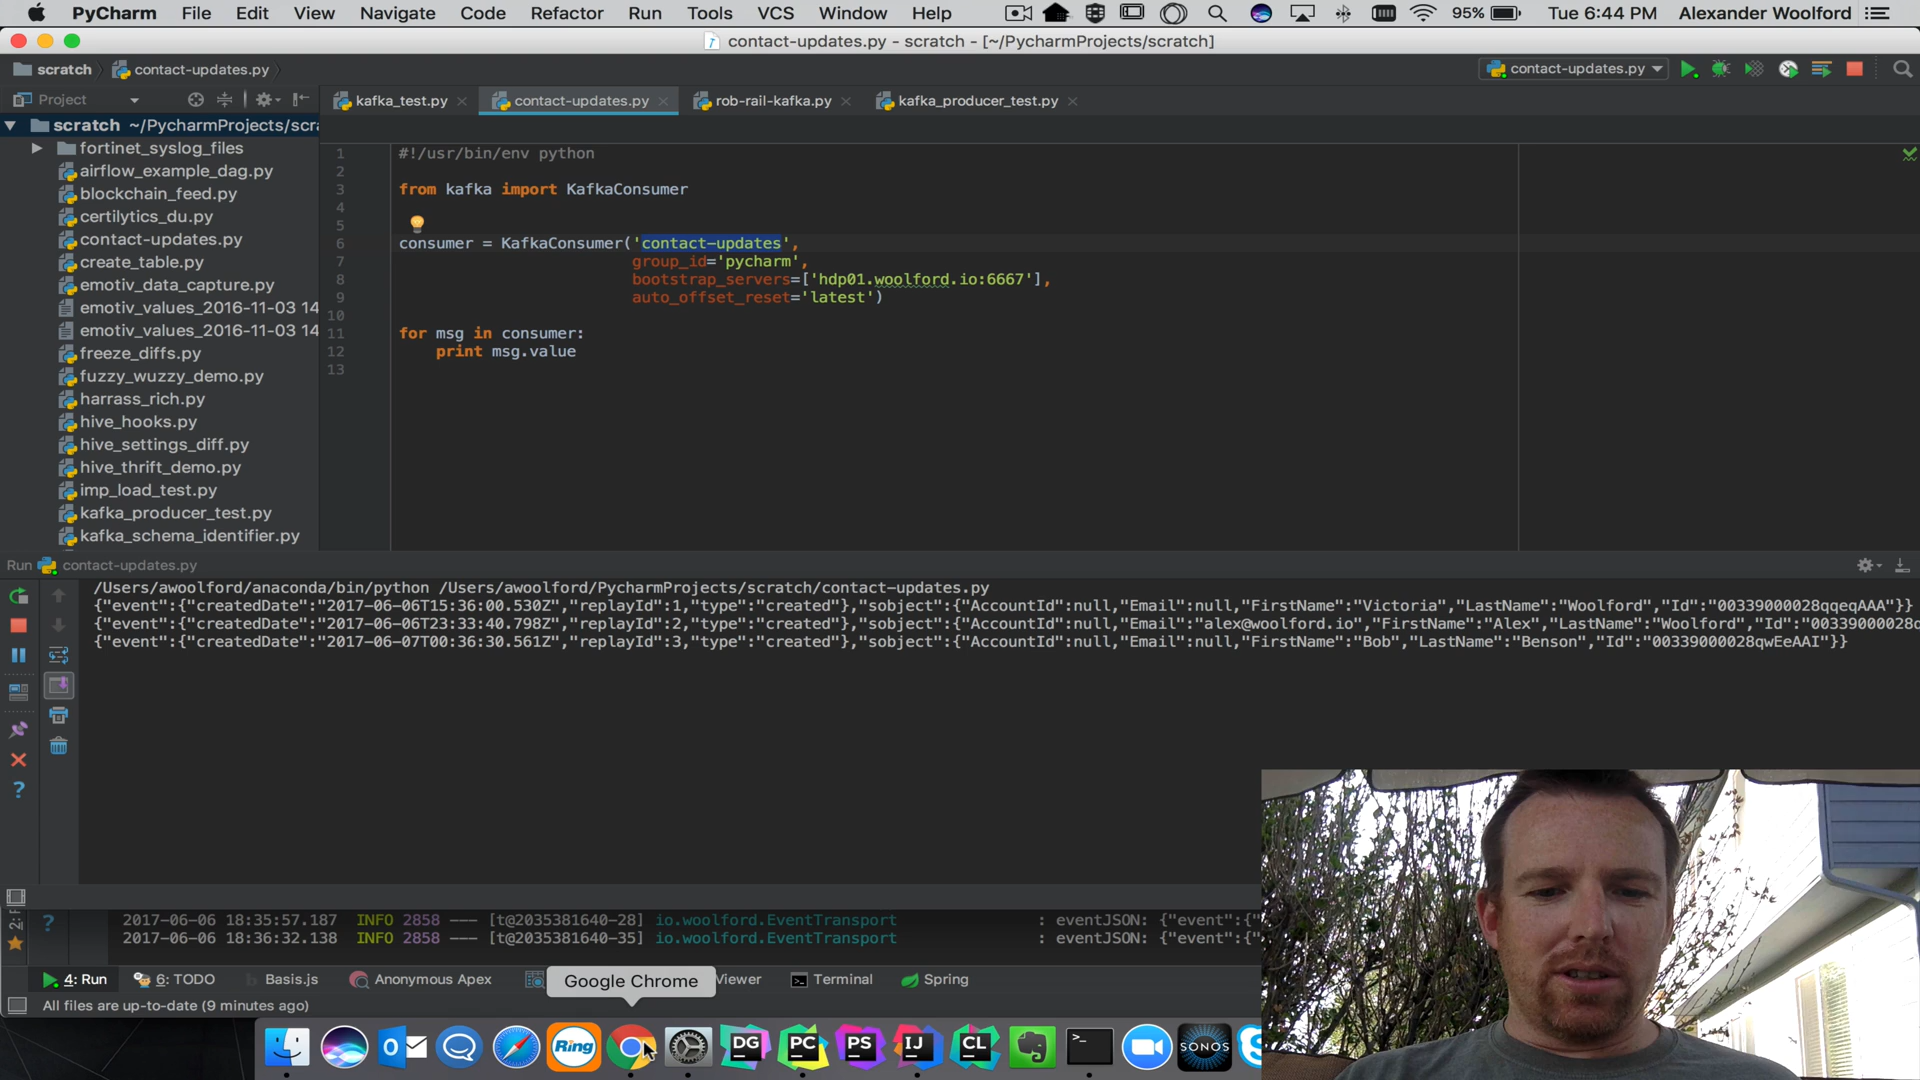 PyCharm File Edit View Navigate Code Refactor Run Tools VCS Window Help 95% Tue 6:44 PM Alexander Woolford
contact-updates.py - scratch - [~/PycharmProjects/scratch]
scratch contact-updates.py contact-updates.py
Project kafka_test.py contact-updates.py rob-rail-kafka.py kafka_producer_test.py
scratch ~/PycharmProjects/scra
fortinet_syslog_files
airflow_example_dag.py
blockchain_feed.py
certilytics_du.py
contact-updates.py
create_table.py
emotiv_data_capture.py
emotiv_values_2016-11-03 14
emotiv_values_2016-11-03 14
freeze_diffs.py
fuzzy_wuzzy_demo.py
harrass_rich.py
hive_hooks.py
hive_settings_diff.py
hive_thrift_demo.py
imp_load_test.py
kafka_producer_test.py
kafka_schema_identifier.py
1 #!/usr/bin/env python
2
3 from kafka import KafkaConsumer
4
5
6 consumer = KafkaConsumer('contact-updates',
7 group_id='pycharm',
8 bootstrap_servers=['hdp01.woolford.io:6667'],
9 auto_offset_reset='latest')
10
11 for msg in consumer:
12 print msg.value
13
Run contact-updates.py
/Users/awoolford/anaconda/bin/python /Users/awoolford/PycharmProjects/scratch/contact-updates.py
{"event":{"createdDate":"2017-06-06T15:36:00.530Z","replayId":1,"type":"created"},"sobject":{"AccountId":null,"Email":null,"FirstName":"Victoria","LastName":"Woolford","Id":"00339000028qqeqAAA"}}
{"event":{"createdDate":"2017-06-06T23:33:40.798Z","replayId":2,"type":"created"},"sobject":{"AccountId":null,"Email":"alex@woolford.io","FirstName":"Alex","LastName":"Woolford","Id":"00339000028q
{"event":{"createdDate":"2017-06-07T00:36:30.561Z","replayId":3,"type":"created"},"sobject":{"AccountId":null,"Email":null,"FirstName":"Bob","LastName":"Benson","Id":"00339000028qwEeAAI"}}
2017-06-06 18:35:57.187 INFO 2858 --- [t@2035381640-28] io.woolford.EventTransport : eventJSON: {"event":{"
2017-06-06 18:36:32.138 INFO 2858 --- [t@2035381640-35] io.woolford.EventTransport : eventJSON: {"event":{"
4: Run 6: TODO Basis.js Anonymous Apex Viewer Terminal Spring
Google Chrome
All files are up-to-date (9 minutes ago)
Ring DG PC PS IJ CL SONOS